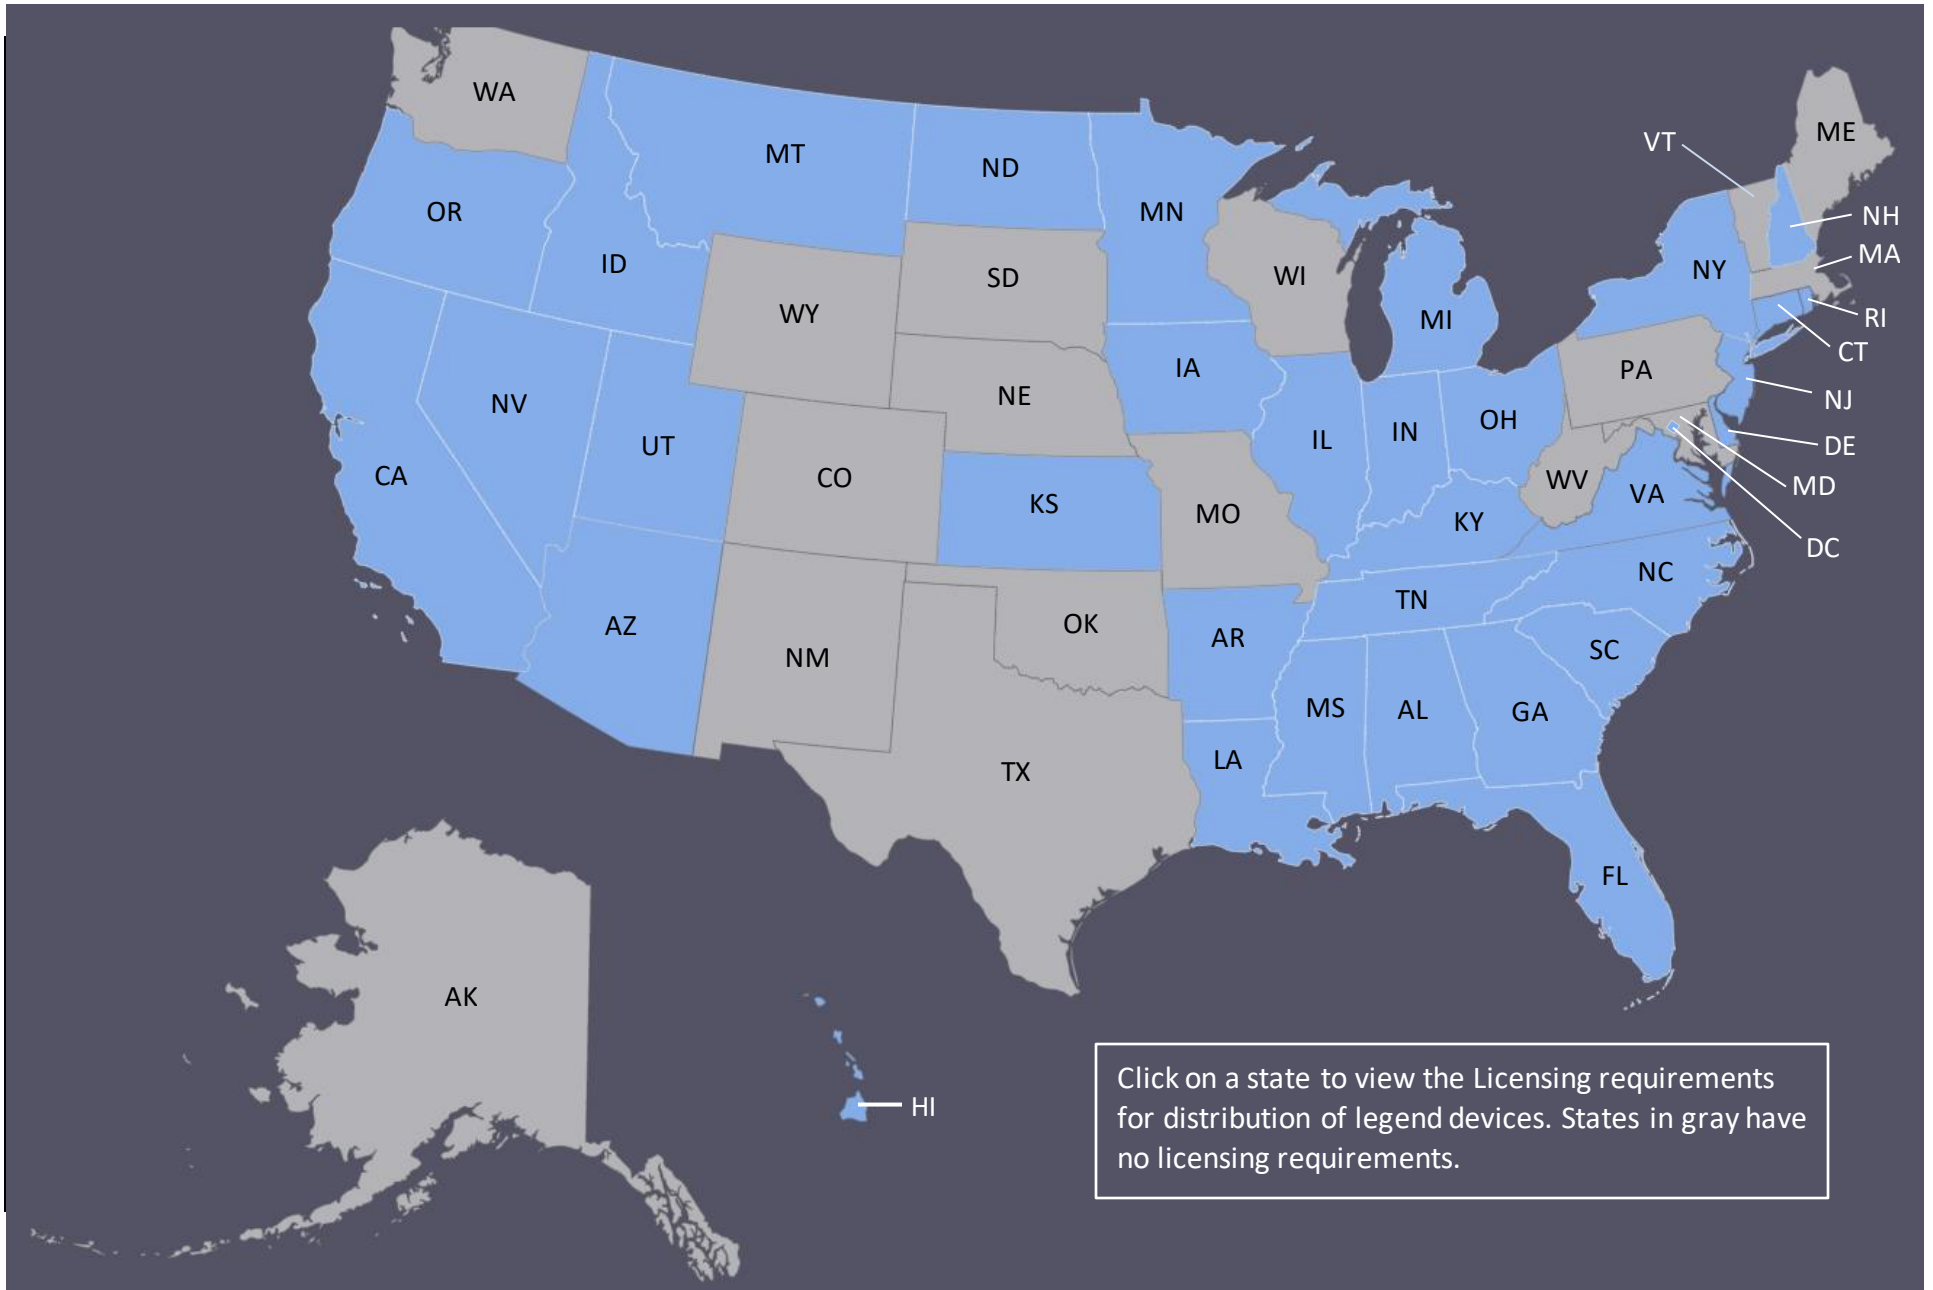 WA
MT
ND
MN
OR
ID
SD
WI
MI
WY
NE
IA
NV
UT
CA
CO
KS
MO
IL
IN
OH
PA
NY
VT
ME
NH
MA
RI
CT
NJ
DE
MD
DC
WV
VA
KY
NC
TN
SC
AZ
NM
OK
AR
TX
LA
MS
AL
GA
FL
AK
HI
Click on a state to view the Licensing requirements
for distribution of legend devices. States in gray have
no licensing requirements.